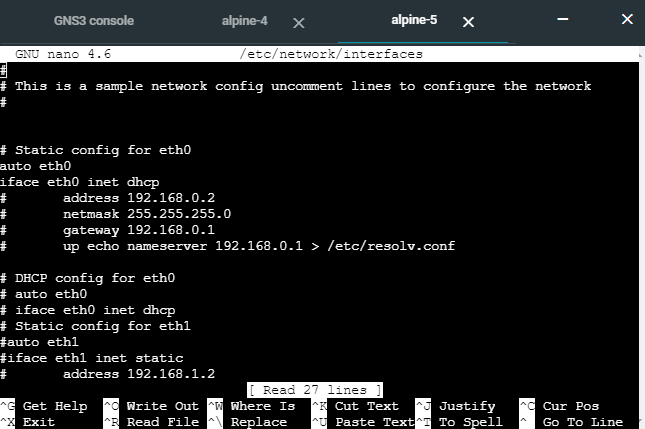 GNS3 console alpine-4 alpine-5
GNU nano 4.6 /etc/network/interfaces
#
# This is a sample network config uncomment lines to configure the network
#
# Static config for eth0
auto eth0
iface eth0 inet dhcp
#       address 192.168.0.2
#       netmask 255.255.255.0
#       gateway 192.168.0.1
#       up echo nameserver 192.168.0.1 > /etc/resolv.conf
# DHCP config for eth0
# auto eth0
# iface eth0 inet dhcp
# Static config for eth1
#auto eth1
#iface eth1 inet static
#       address 192.168.1.2
[ Read 27 lines ]
^G Get Help ^O Write Out ^W Where Is ^K Cut Text ^J Justify ^C Cur Pos
^X Exit ^R Read File ^\ Replace ^U Paste Text ^T To Spell ^_ Go To Line